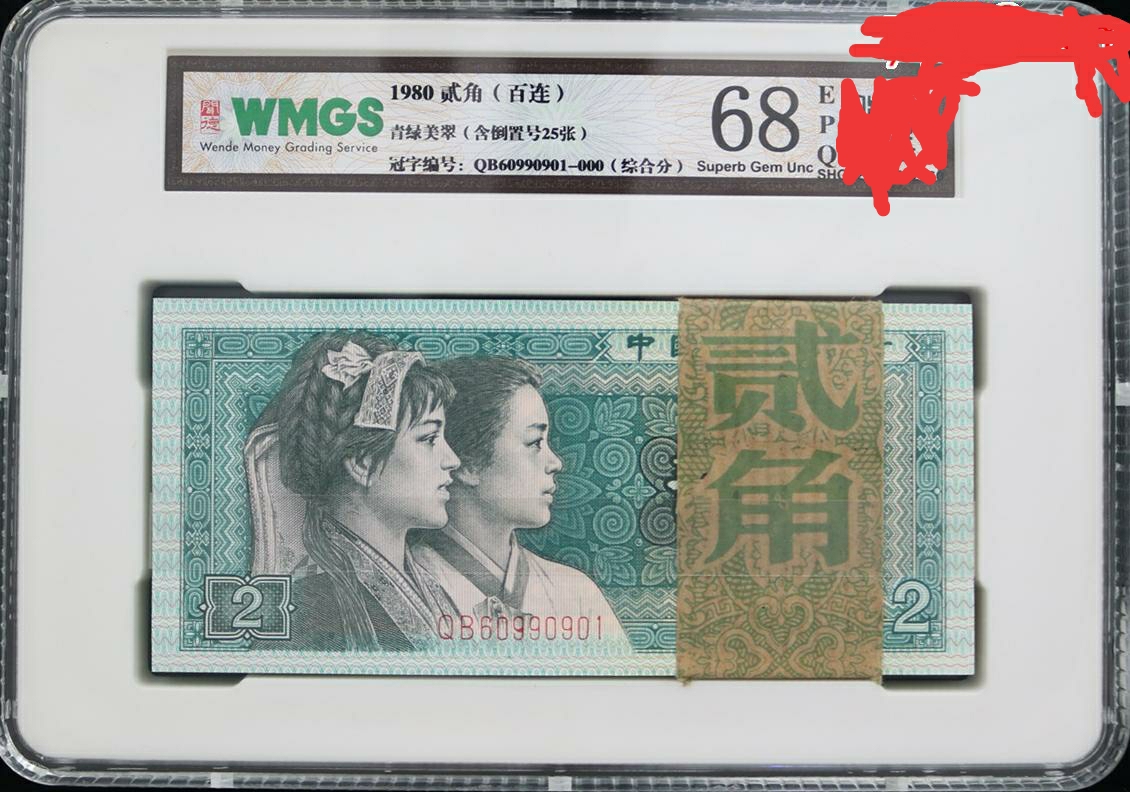 開德
WMGS
Wende Money Grading Service
1980 贰角（百连）
青绿美翠（含倒置号25张）
冠字编号：QB60990901-000（综合分）
68
Superb Gem Unc
E
P
Q
中
贰
角
2
QB60990901
2